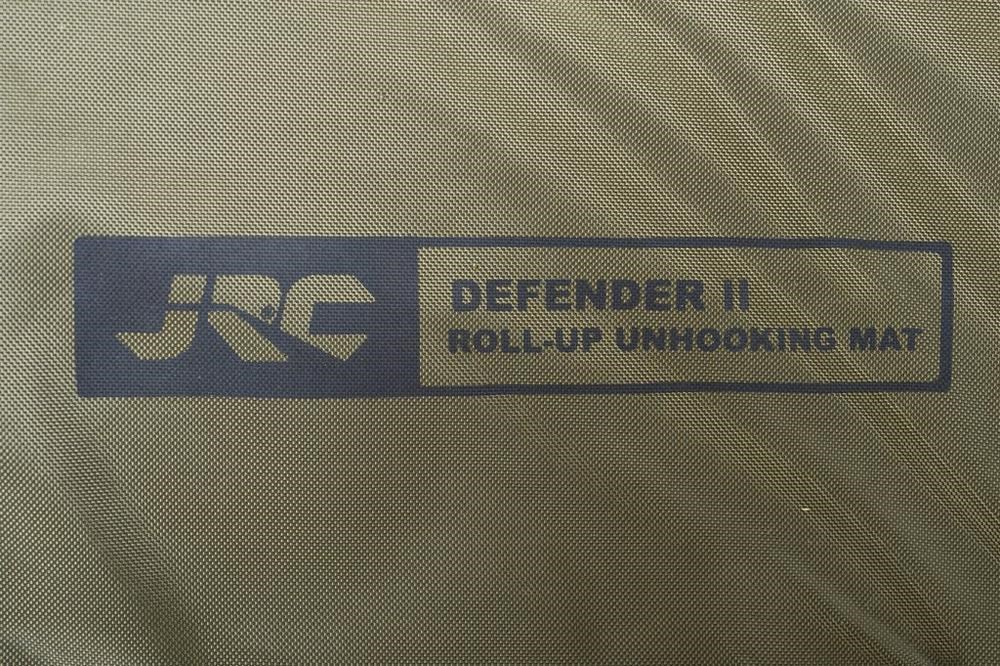 JRC
DEFENDER II
ROLL-UP UNHOOKING MAT